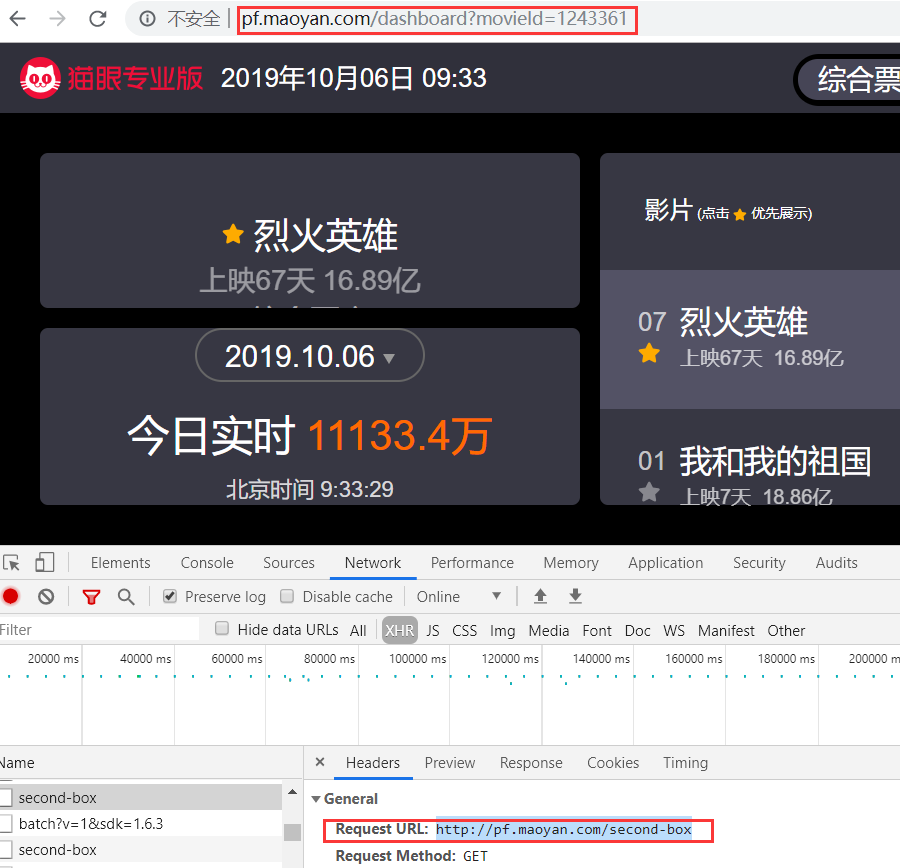 不安全 | pf.maoyan.com/dashboard?movieId=1243361
猫眼专业版 2019年10月06日 09:33
综合票
烈火英雄
上映67天 16.89亿
2019.10.06
今日实时 11133.4万
北京时间 9:33:29
影片 (点击 优先展示)
07 烈火英雄
上映67天 16.89亿
01 我和我的祖国
上映7天 18.86亿
Elements Console Sources Network Performance Memory Application Security Audits
Preserve log Disable cache Online
Filter Hide data URLs All XHR JS CSS Img Media Font Doc WS Manifest Other
20000 ms 40000 ms 60000 ms 80000 ms 100000 ms 120000 ms 140000 ms 160000 ms 180000 ms 200000 m
Name
second-box
batch?v=1&sdk=1.6.3
second-box
× Headers Preview Response Cookies Timing
General
Request URL: http://pf.maoyan.com/second-box
Request Method: GET